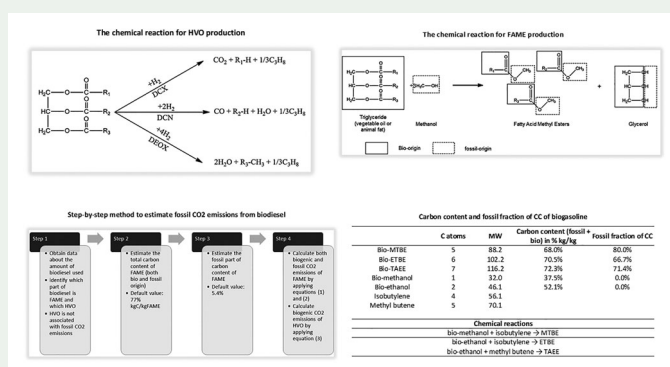 The chemical reaction for HVO production
CO2 + R1-H + 1/3C3H8
+H2
DCX
+2H2
DCN
CO + R2-H + H2O + 1/3C3H8
+4H2
DEOX
2H2O + R3-CH3 + 1/3C3H8
The chemical reaction for FAME production
Triglyceride
(vegetable oil or
animal fat)
Methanol
Fatty Acid Methyl Esters
Glycerol
Bio-origin
fossil-origin
Step-by-step method to estimate fossil CO2 emissions from biodiesel
Step 1
• Obtain data
about the
amount of
biodiesel used
• identify which
part of
biodiesel is
FAME and
which HVO
• HVO is not
associated
with fossil CO2
emissions
Step 2
• Estimate the
total carbon
content of
FAME (both
bio and fossil
origin)
• Default value:
77%
kgC/kgFAME
Step 3
• Estimate the
fossil part of
carbon
content of
FAME
• Default value:
5.4%
Step 4
• Calculate both
biogenic and
fossil CO2
emissions of
FAME by
applying
equations (1)
and (2)
• Calculate
biogenic CO2
emissions of
HVO by
applying
equation (3)
Carbon content and fossil fraction of CC of biogasoline
C atoms MW Carbon content (fossil + bio) in % kg/kg Fossil fraction of CC
Bio-MTBE 5 88.2 68.0% 80.0%
Bio-ETBE 6 102.2 70.5% 66.7%
Bio-TAEE 7 116.2 72.3% 71.4%
Bio-methanol 1 32.0 37.5% 0.0%
Bio-ethanol 2 46.1 52.1% 0.0%
Isobutylene 4 56.1
Methyl butene 5 70.1
Chemical reactions
bio-methanol + isobutylene → MTBE
bio-ethanol + isobutylene → ETBE
bio-ethanol + methyl butene → TAEE